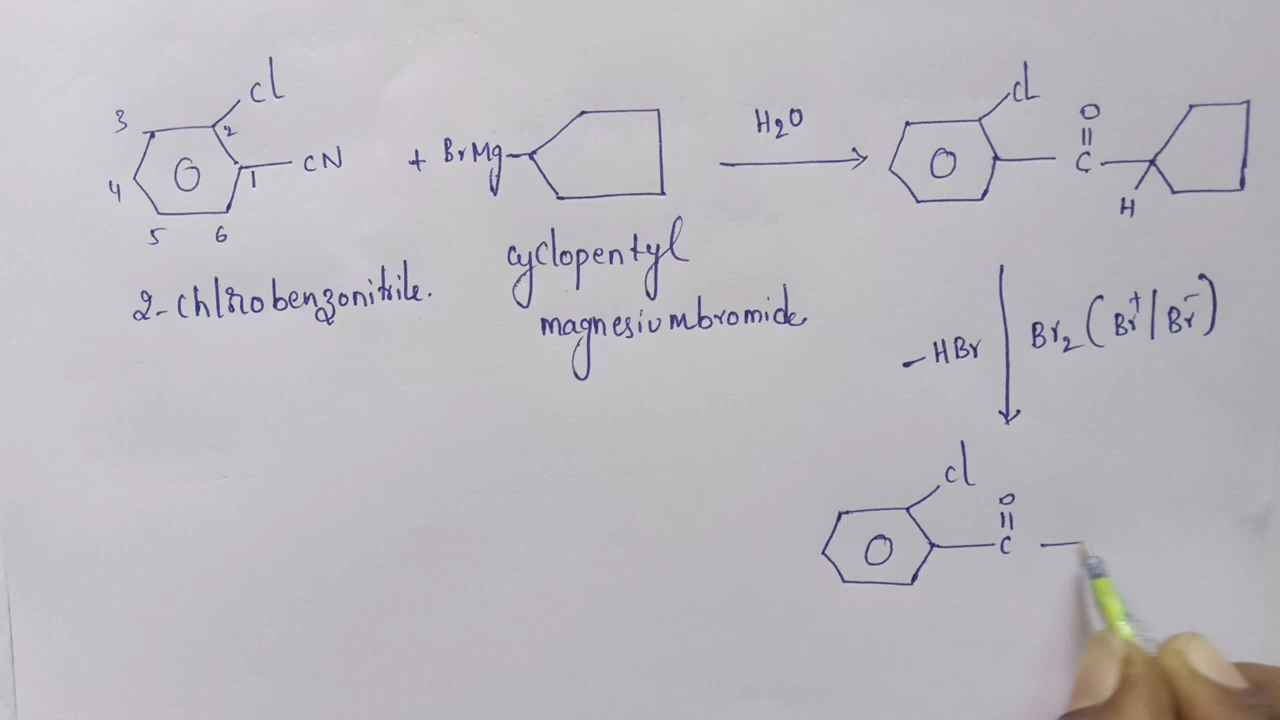 Cl
3
2
CN
1
4
5
6
+ BrMg
H2O
Cl
O
C
H
2-chlorobenzonitrile.
cyclopentyl
magnesiumbromide
-HBr
Br2 (Br+/Br-)
Cl
O
C